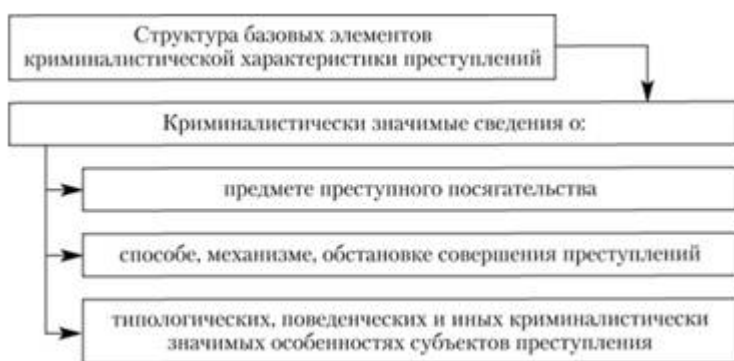 Структура базовых элементов
криминалистической характеристики преступлений
Криминалистически значимые сведения о:
предмете преступного посягательства
способе, механизме, обстановке совершения преступлений
типологических, поведенческих и иных криминалистически
значимых особенностях субъектов преступления